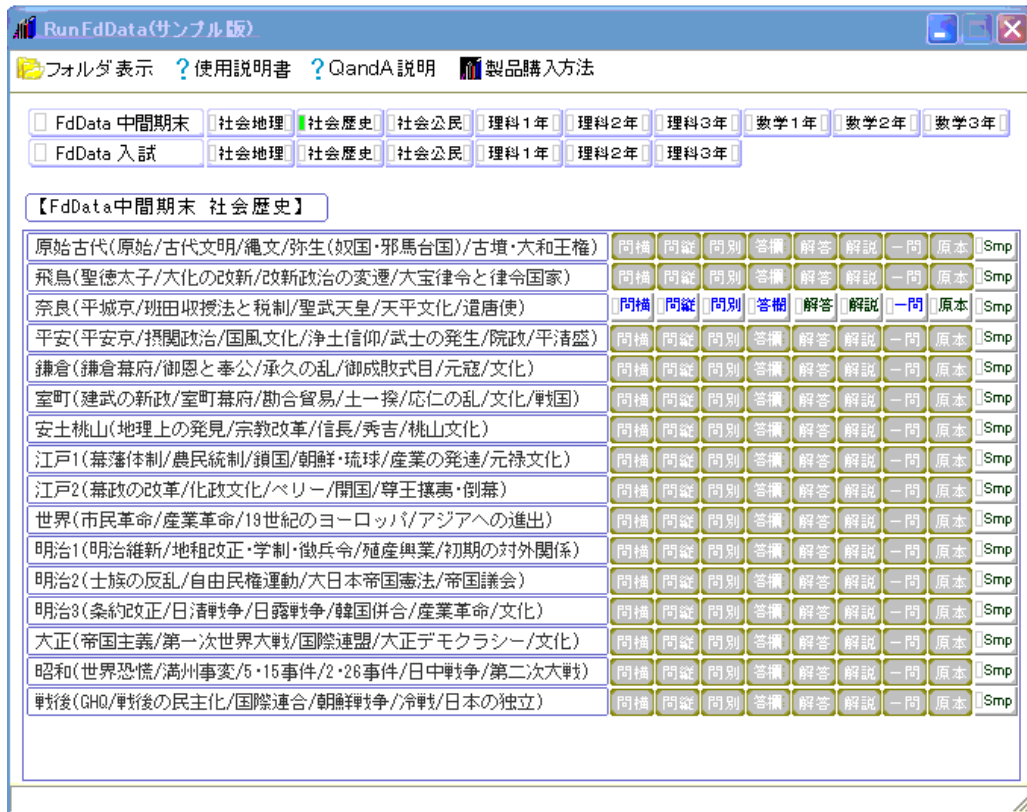 RunFdData(サンプル版)
フォルダ表示 ?使用説明書 ?QandA説明 製品購入方法
FdData 中間期末 社会地理 社会歴史 社会公民 理科1年 理科2年 理科3年 数学1年 数学2年 数学3年
FdData 入試 社会地理 社会歴史 社会公民 理科1年 理科2年 理科3年
【FdData中間期末 社会歴史】
原始古代(原始/古代文明/縄文/弥生(奴国・邪馬台国)/古墳・大和王権) 問横 問縦 問別 答欄 解答 解説 一問 原本 Smp
飛鳥(聖徳太子/大化の改新/改新政治の変遷/大宝律令と律令国家) 問横 問縦 問別 答欄 解答 解説 一問 原本 Smp
奈良(平城京/班田収授法と税制/聖武天皇/天平文化/遣唐使) 問横 問縦 問別 答欄 解答 解説 一問 原本 Smp
平安(平安京/摂関政治/国風文化/浄土信仰/武士の発生/院政/平清盛) 問横 問縦 問別 答欄 解答 解説 一問 原本 Smp
鎌倉(鎌倉幕府/御恩と奉公/承久の乱/御成敗式目/元寇/文化) 問横 問縦 問別 答欄 解答 解説 一問 原本 Smp
室町(建武の新政/室町幕府/勘合貿易/土一揆/応仁の乱/文化/戦国) 問横 問縦 問別 答欄 解答 解説 一問 原本 Smp
安土桃山(地理上の発見/宗教改革/信長/秀吉/桃山文化) 問横 問縦 問別 答欄 解答 解説 一問 原本 Smp
江戸1(幕藩体制/農民統制/鎖国/朝鮮・琉球/産業の発達/元禄文化) 問横 問縦 問別 答欄 解答 解説 一問 原本 Smp
江戸2(幕政の改革/化政文化/ペリー/開国/尊王攘夷・倒幕) 問横 問縦 問別 答欄 解答 解説 一問 原本 Smp
世界(市民革命/産業革命/19世紀のヨーロッパ/アジアへの進出) 問横 問縦 問別 答欄 解答 解説 一問 原本 Smp
明治1(明治維新/地租改正・学制・徴兵令/殖産興業/初期の対外関係) 問横 問縦 問別 答欄 解答 解説 一問 原本 Smp
明治2(士族の反乱/自由民権運動/大日本帝国憲法/帝国議会) 問横 問縦 問別 答欄 解答 解説 一問 原本 Smp
明治3(条約改正/日清戦争/日露戦争/韓国併合/産業革命/文化) 問横 問縦 問別 答欄 解答 解説 一問 原本 Smp
大正(帝国主義/第一次世界大戦/国際連盟/大正デモクラシー/文化) 問横 問縦 問別 答欄 解答 解説 一問 原本 Smp
昭和(世界恐慌/満州事変/5・15事件/2・26事件/日中戦争/第二次大戦) 問横 問縦 問別 答欄 解答 解説 一問 原本 Smp
戦後(GHQ/戦後の民主化/国際連合/朝鮮戦争/冷戦/日本の独立) 問横 問縦 問別 答欄 解答 解説 一問 原本 Smp